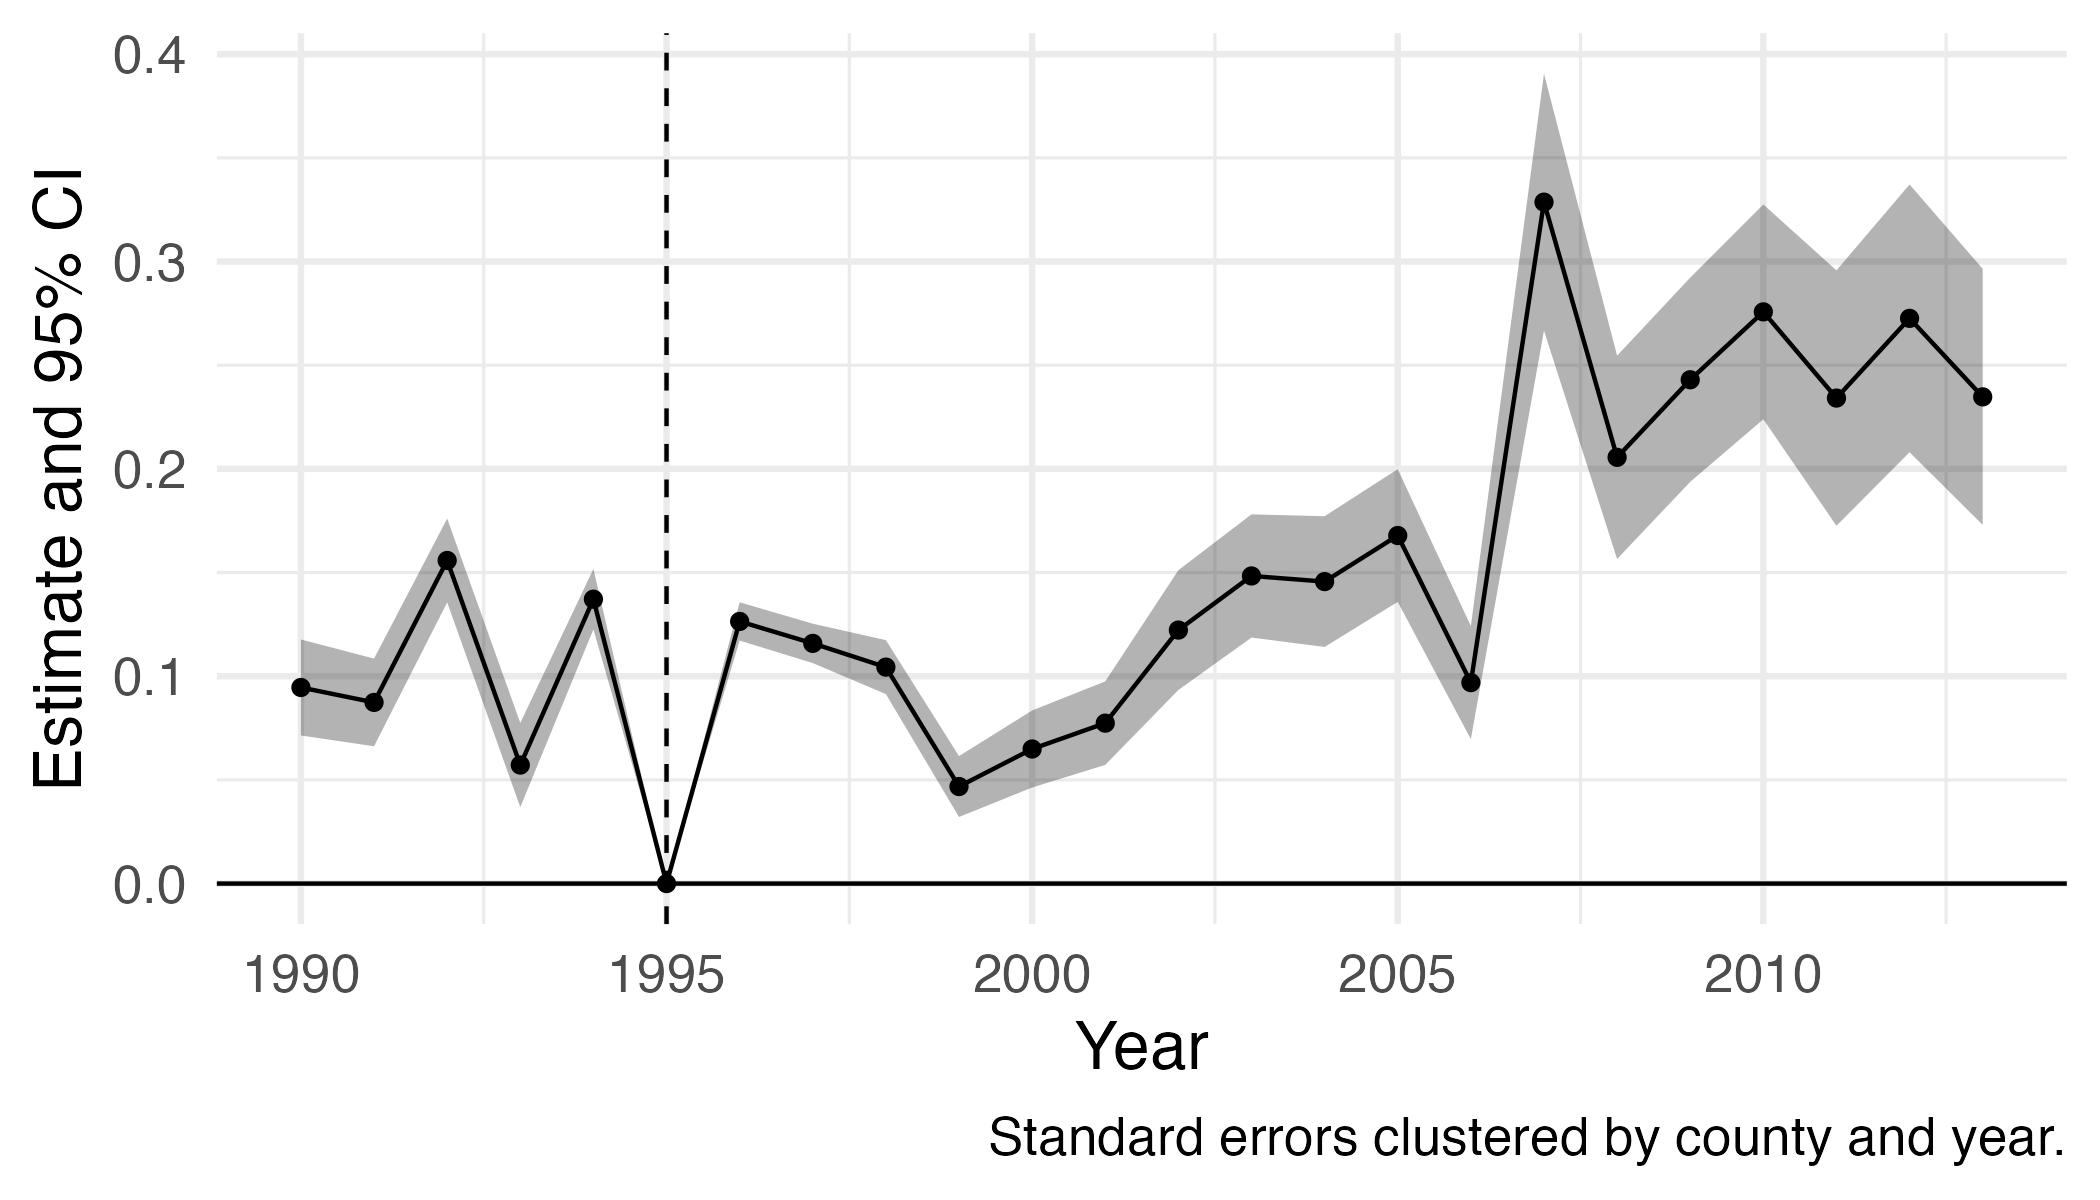 Estimate and 95% CI
0.4
0.3
0.2
0.1
0.0
1990 1995 2000 2005 2010
Year
Standard errors clustered by county and year.